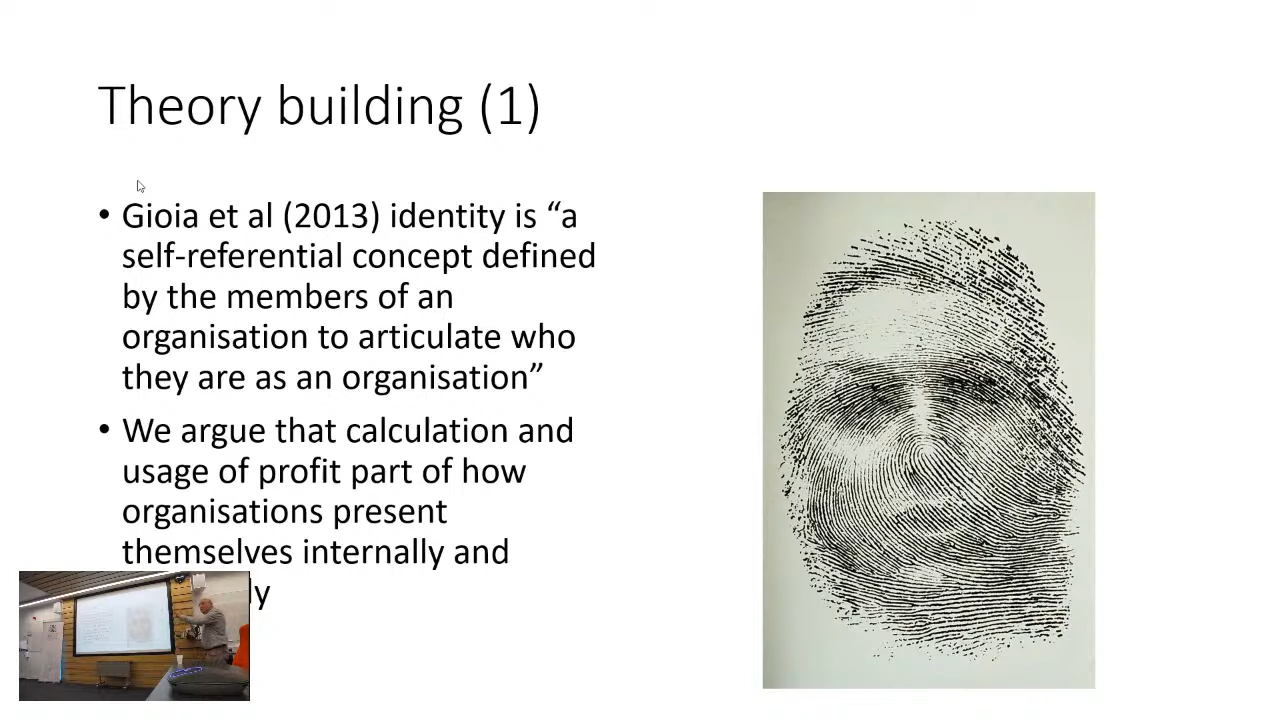 Theory building (1)
• Gioia et al (2013) identity is “a
self-referential concept defined
by the members of an
organisation to articulate who
they are as an organisation”
• We argue that calculation and
usage of profit part of how
organisations present
themselves internally and